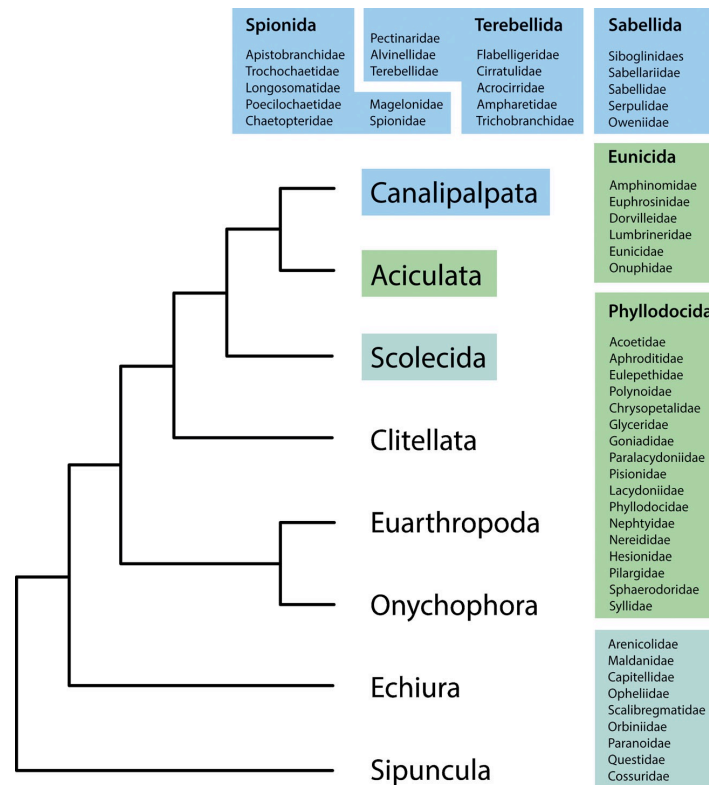 Spionida
Apistobranchidae
Trochochaetidae
Longosomatidae
Poecilochaetidae
Chaetopteridae
Magelonidae
Spionidae
Pectinaridae
Alvinellidae
Terebellidae
Terebellida
Flabelligeridae
Cirratulidae
Acrocirridae
Ampharetidae
Trichobranchidae
Sabellida
Siboglinidaes
Sabellariidae
Sabellidae
Serpulidae
Oweniidae
Eunicida
Amphinomidae
Euphrosinidae
Dorvilleidae
Lumbrineridae
Eunicidae
Onuphidae
Phyllodocida
Acoetidae
Aphroditidae
Eulepethidae
Polynoidae
Chrysopetalidae
Glyceridae
Goniadidae
Paralacydoniidae
Pisionidae
Lacydoniidae
Phyllodocidae
Nephtyidae
Nereididae
Hesionidae
Pilargidae
Sphaerodoridae
Syllidae
Arenicolidae
Maldanidae
Capitellidae
Opheliidae
Scalibregmatidae
Orbiniidae
Paranoidae
Questidae
Cossuridae
Canalipalpata
Aciculata
Scolecida
Clitellata
Euarthropoda
Onychophora
Echiura
Sipuncula